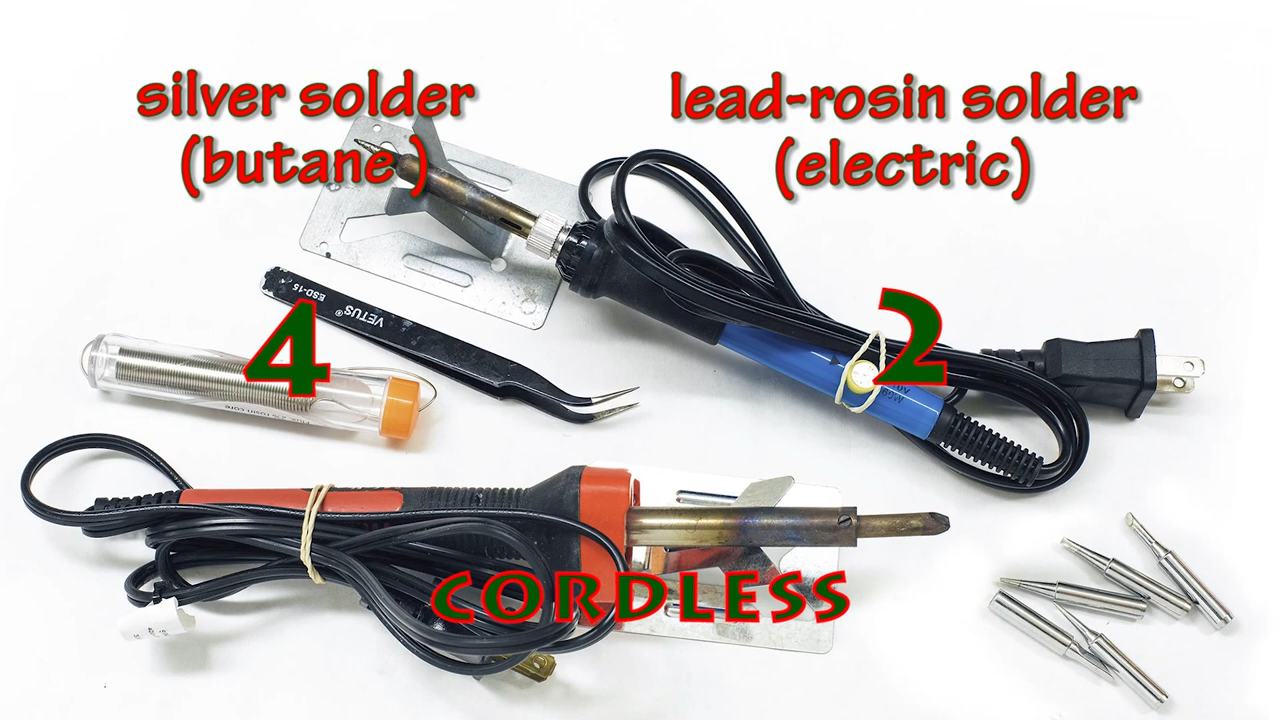 silver solder
(butane )
lead-rosin solder
(electric)
4
2
VETUS®
ESD-15
CORDLESS